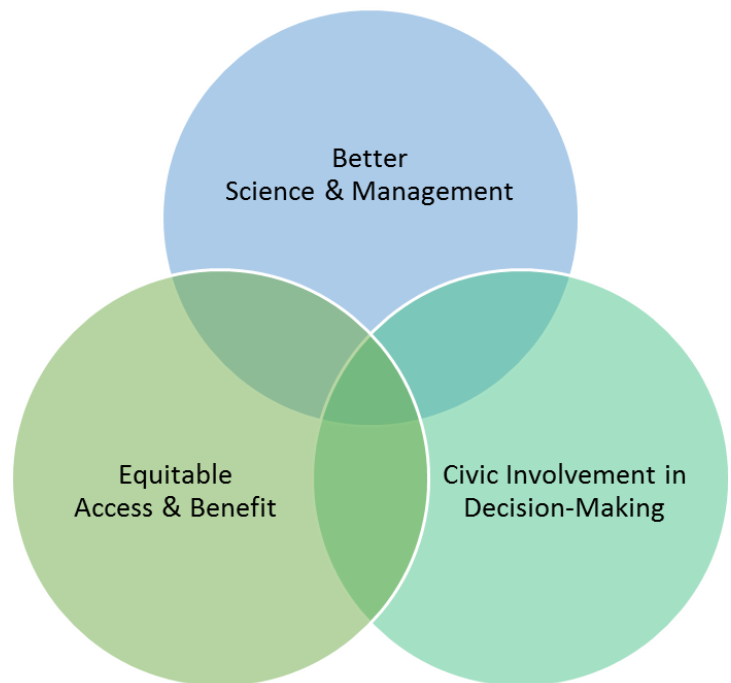 Better
Science & Management
Equitable
Access & Benefit
Civic Involvement in
Decision-Making